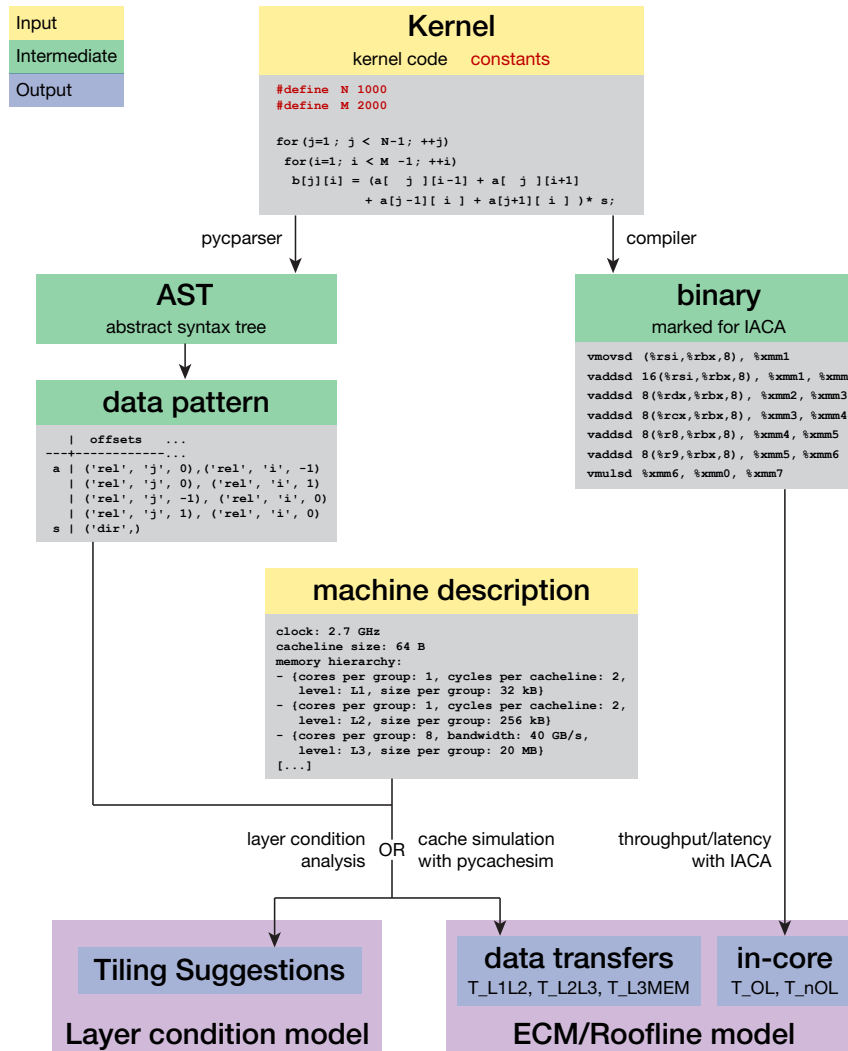 Input
Intermediate
Output
Kernel
kernel code constants
#define N 1000
#define M 2000
for(j=1; j < N-1; ++j)
for(i=1; i < M -1; ++i)
b[j][i] = (a[ j ][i-1] + a[ j ][i+1]
+ a[j-1][ i ] + a[j+1][ i ] )* s;
pycparser
compiler
AST
abstract syntax tree
binary
marked for IACA
vmovsd (%rsi,%rbx,8), %xmm1
vaddsd 16(%rsi,%rbx,8), %xmm1, %xmm
vaddsd 8(%rdx,%rbx,8), %xmm2, %xmm3
vaddsd 8(%rcx,%rbx,8), %xmm3, %xmm4
vaddsd 8(%r8,%rbx,8), %xmm4, %xmm5
vaddsd 8(%r9,%rbx,8), %xmm5, %xmm6
vmulsd %xmm6, %xmm0, %xmm7
data pattern
| offsets ...
---+------------...
a | ('rel', 'j', 0),('rel', 'i', -1)
| ('rel', 'j', 0), ('rel', 'i', 1)
| ('rel', 'j', -1), ('rel', 'i', 0)
| ('rel', 'j', 1), ('rel', 'i', 0)
s | ('dir',)
machine description
clock: 2.7 GHz
cacheline size: 64 B
memory hierarchy:
- {cores per group: 1, cycles per cacheline: 2,
level: L1, size per group: 32 kB}
- {cores per group: 1, cycles per cacheline: 2,
level: L2, size per group: 256 kB}
- {cores per group: 8, bandwidth: 40 GB/s,
level: L3, size per group: 20 MB}
[...]
layer condition
analysis
OR
cache simulation
with pycachesim
throughput/latency
with IACA
Tiling Suggestions
Layer condition model
data transfers
T_L1L2, T_L2L3, T_L3MEM
in-core
T_OL, T_nOL
ECM/Roofline model